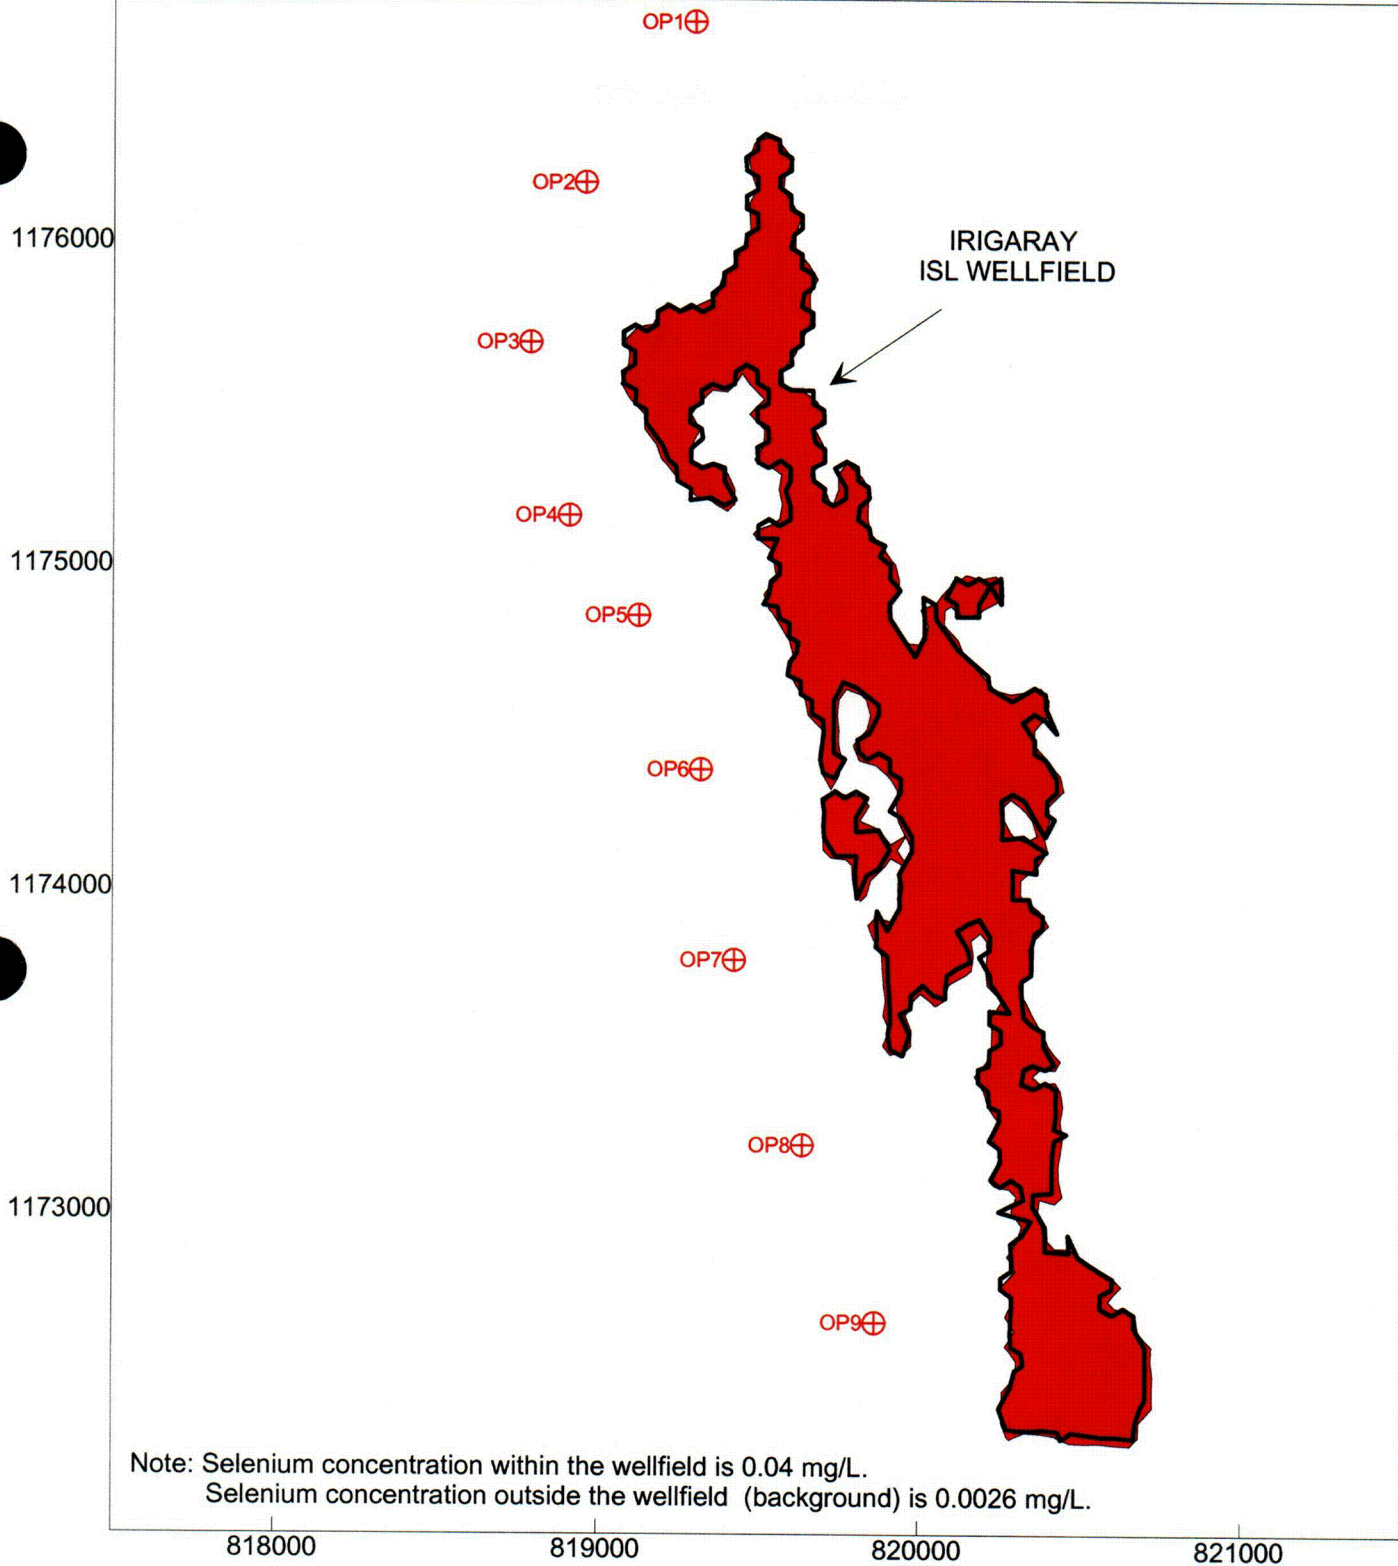 OP1
OP2
1176000
IRIGARAY
ISL WELLFIELD
OP3
OP4
1175000
OP5
OP6
1174000
OP7
OP8
1173000
OP9
Note: Selenium concentration within the wellfield is 0.04 mg/L.
Selenium concentration outside the wellfield (background) is 0.0026 mg/L.
818000 819000 820000 821000